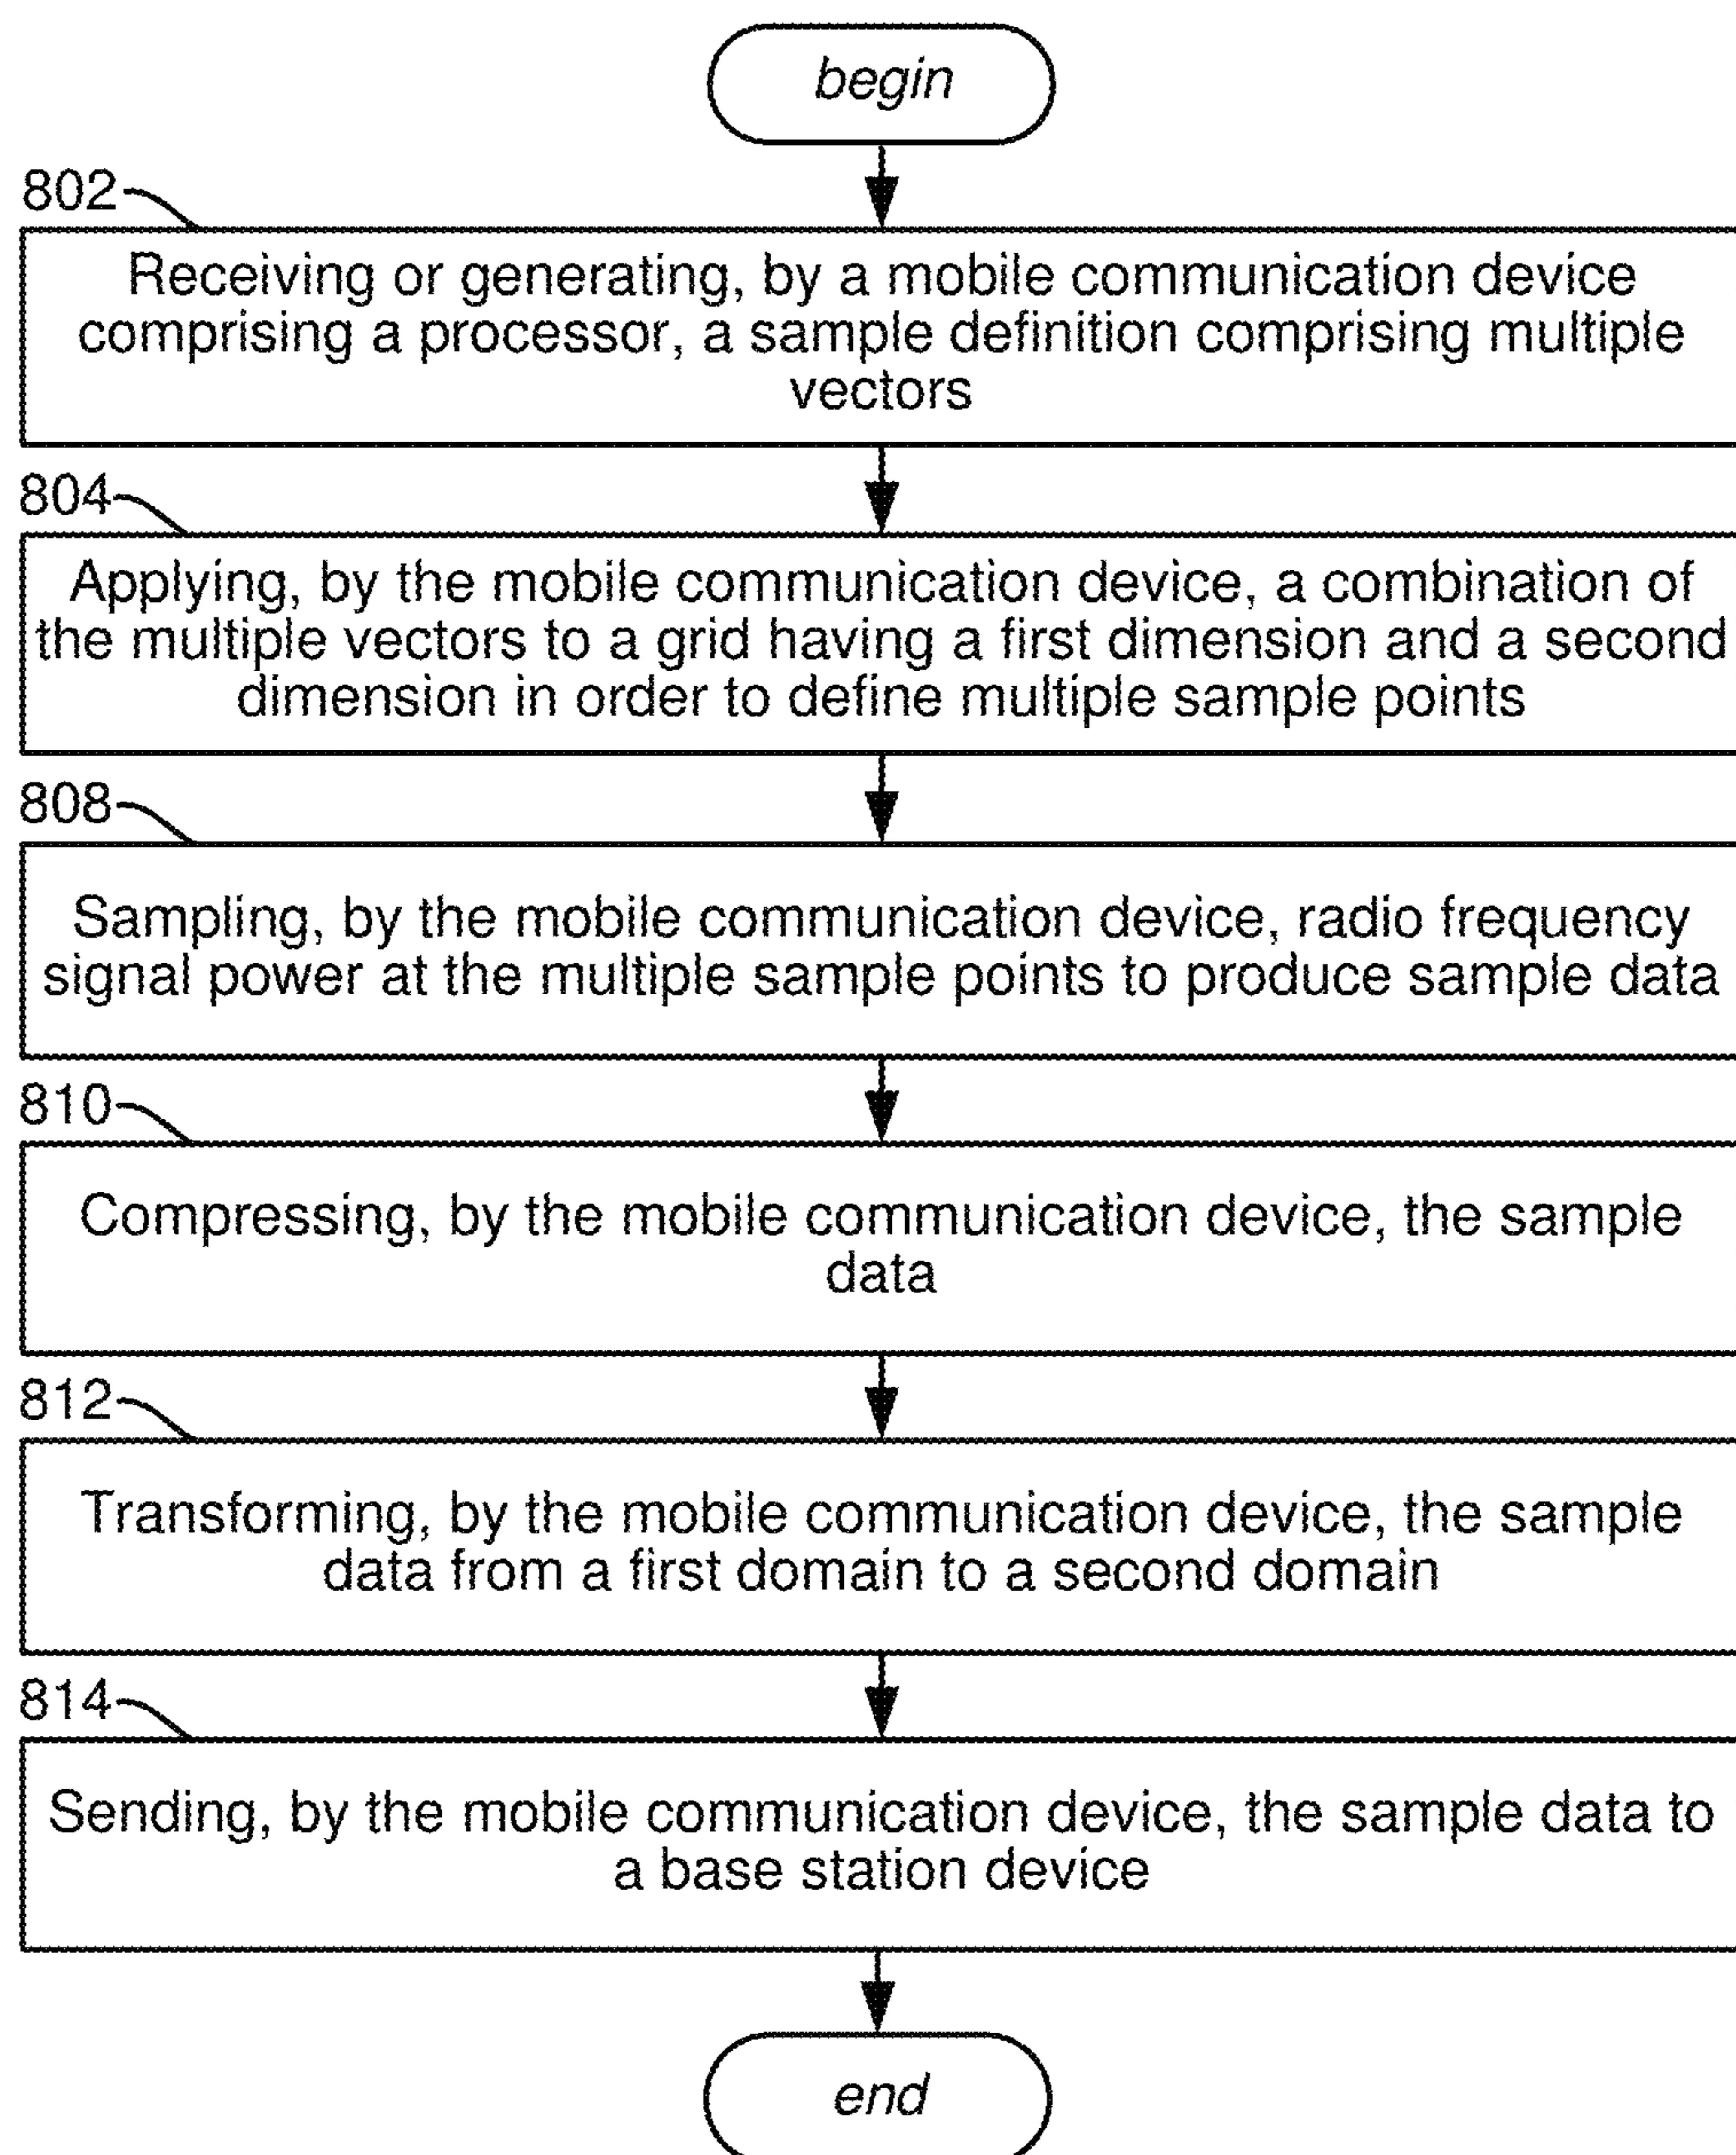 begin
802
Receiving or generating, by a mobile communication device
comprising a processor, a sample definition comprising multiple
vectors
804
Applying, by the mobile communication device, a combination of
the multiple vectors to a grid having a first dimension and a second
dimension in order to define multiple sample points
808
Sampling, by the mobile communication device, radio frequency
signal power at the multiple sample points to produce sample data
810
Compressing, by the mobile communication device, the sample
data
812
Transforming, by the mobile communication device, the sample
data from a first domain to a second domain
814
Sending, by the mobile communication device, the sample data to
a base station device
end